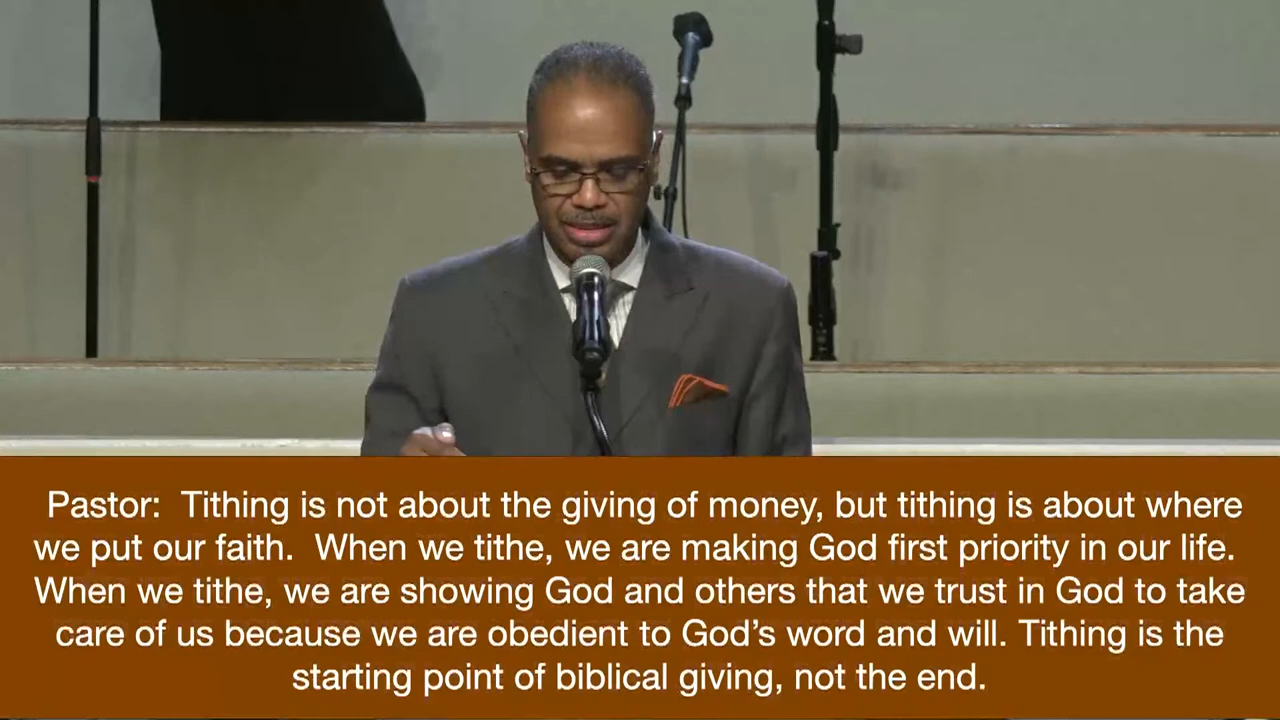 Pastor:  Tithing is not about the giving of money, but tithing is about where
we put our faith.  When we tithe, we are making God first priority in our life.
When we tithe, we are showing God and others that we trust in God to take
care of us because we are obedient to God’s word and will. Tithing is the
starting point of biblical giving, not the end.